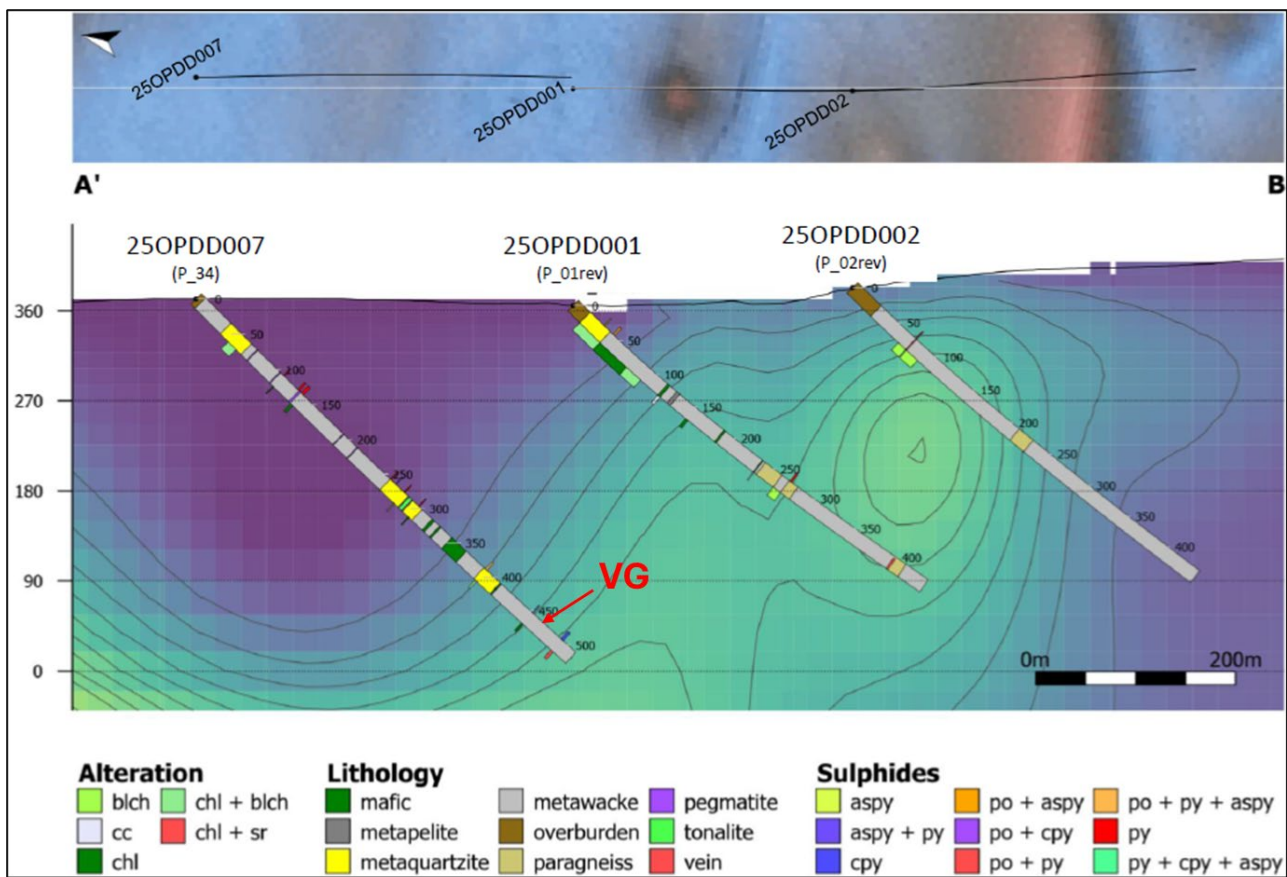 25OPDD007
25OPDD001
25OPDD02
A'
B
25OPDD007
(P_34)
25OPDD001
(P_01rev)
25OPDD002
(P_02rev)
360
270
180
90
0
0
50
100
150
200
250
300
350
400
450
500
0
50
100
150
200
250
300
350
400
0
50
100
150
200
250
300
350
400
VG
0m 200m
Alteration
blch
cc
chl
chl + blch
chl + sr
Lithology
mafic
metapelite
metaquartzite
metawacke
overburden
paragneiss
pegmatite
tonalite
vein
Sulphides
aspy
aspy + py
cpy
po + aspy
po + cpy
po + py
po + py + aspy
py
py + cpy + aspy